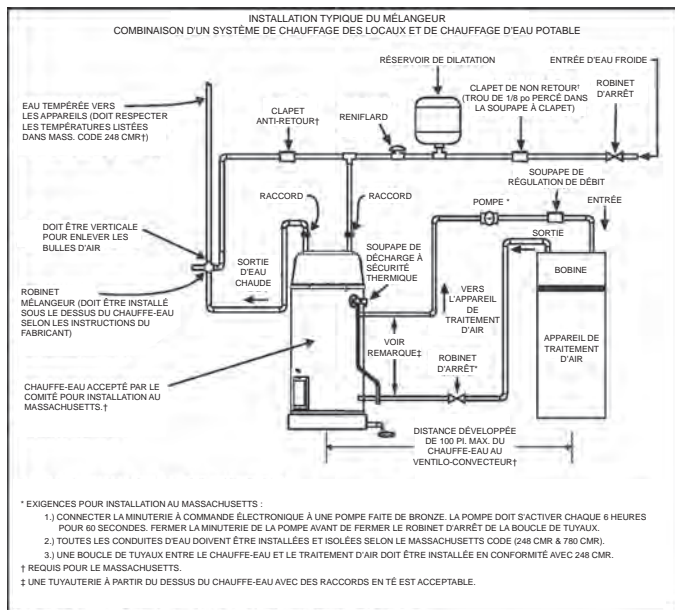 INSTALLATION TYPIQUE DU MÉLANGEUR
COMBINAISON D'UN SYSTÈME DE CHAUFFAGE DES LOCAUX ET DE CHAUFFAGE D'EAU POTABLE
RÉSERVOIR DE DILATATION
ENTRÉE D'EAU FROIDE
EAU TEMPÉRÉE VERS
LES APPAREILS (DOIT RESPECTER
LES TEMPÉRATURES LISTÉES
DANS MASS. CODE 248 CMR†)
CLAPET
ANTI-RETOUR†
RENIFLARD
CLAPET DE NON RETOUR†
(TROU DE 1/8 po PERCÉ DANS
LA SOUPAPE À CLAPET)
ROBINET
D'ARRÊT
SOUPAPE DE
RÉGULATION DE DÉBIT
RACCORD
RACCORD
POMPE *
ENTRÉE
DOIT ÊTRE VERTICALE
POUR ENLEVER LES
BULLES D'AIR
SORTIE
D'EAU
CHAUDE
SOUPAPE DE
DÉCHARGE À
SÉCURITÉ
THERMIQUE
SORTIE
BOBINE
ROBINET
MÉLANGEUR (DOIT ÊTRE INSTALLÉ
SOUS LE DESSUS DU CHAUFFE-EAU
SELON LES INSTRUCTIONS DU
FABRICANT)
VERS
L'APPAREIL
DE
TRAITEMENT
D'AIR
APPAREIL DE
TRAITEMENT
D'AIR
VOIR
REMARQUE‡
ROBINET
D'ARRÊT*
CHAUFFE-EAU ACCEPTÉ PAR LE
COMITÉ POUR INSTALLATION AU
MASSACHUSETTS.†
DISTANCE DÉVELOPPÉE
DE 100 PI. MAX. DU
CHAUFFE-EAU AU
VENTILO-CONVECTEUR†
* EXIGENCES POUR INSTALLATION AU MASSACHUSETTS :
1.) CONNECTER LA MINUTERIE À COMMANDE ÉLECTRONIQUE À UNE POMPE FAITE DE BRONZE. LA POMPE DOIT S'ACTIVER CHAQUE 6 HEURES
POUR 60 SECONDES. FERMER LA MINUTERIE DE LA POMPE AVANT DE FERMER LE ROBINET D'ARRÊT DE LA BOUCLE DE TUYAUX.
2.) TOUTES LES CONDUITES D'EAU DOIVENT ÊTRE INSTALLÉES ET ISOLÉES SELON MASSACHUSETTS CODE (248 CMR & 780 CMR).
3.) UNE BOUCLE DE TUYAUX ENTRE LE CHAUFFE-EAU ET LE TRAITEMENT D'AIR DOIT ÊTRE INSTALLÉE EN CONFORMITÉ AVEC 248 CMR.
† REQUIS POUR LE MASSACHUSETTS.
‡ UNE TUYAUTERIE À PARTIR DU DESSUS DU CHAUFFE-EAU AVEC DES RACCORDS EN TÉ EST ACCEPTABLE.